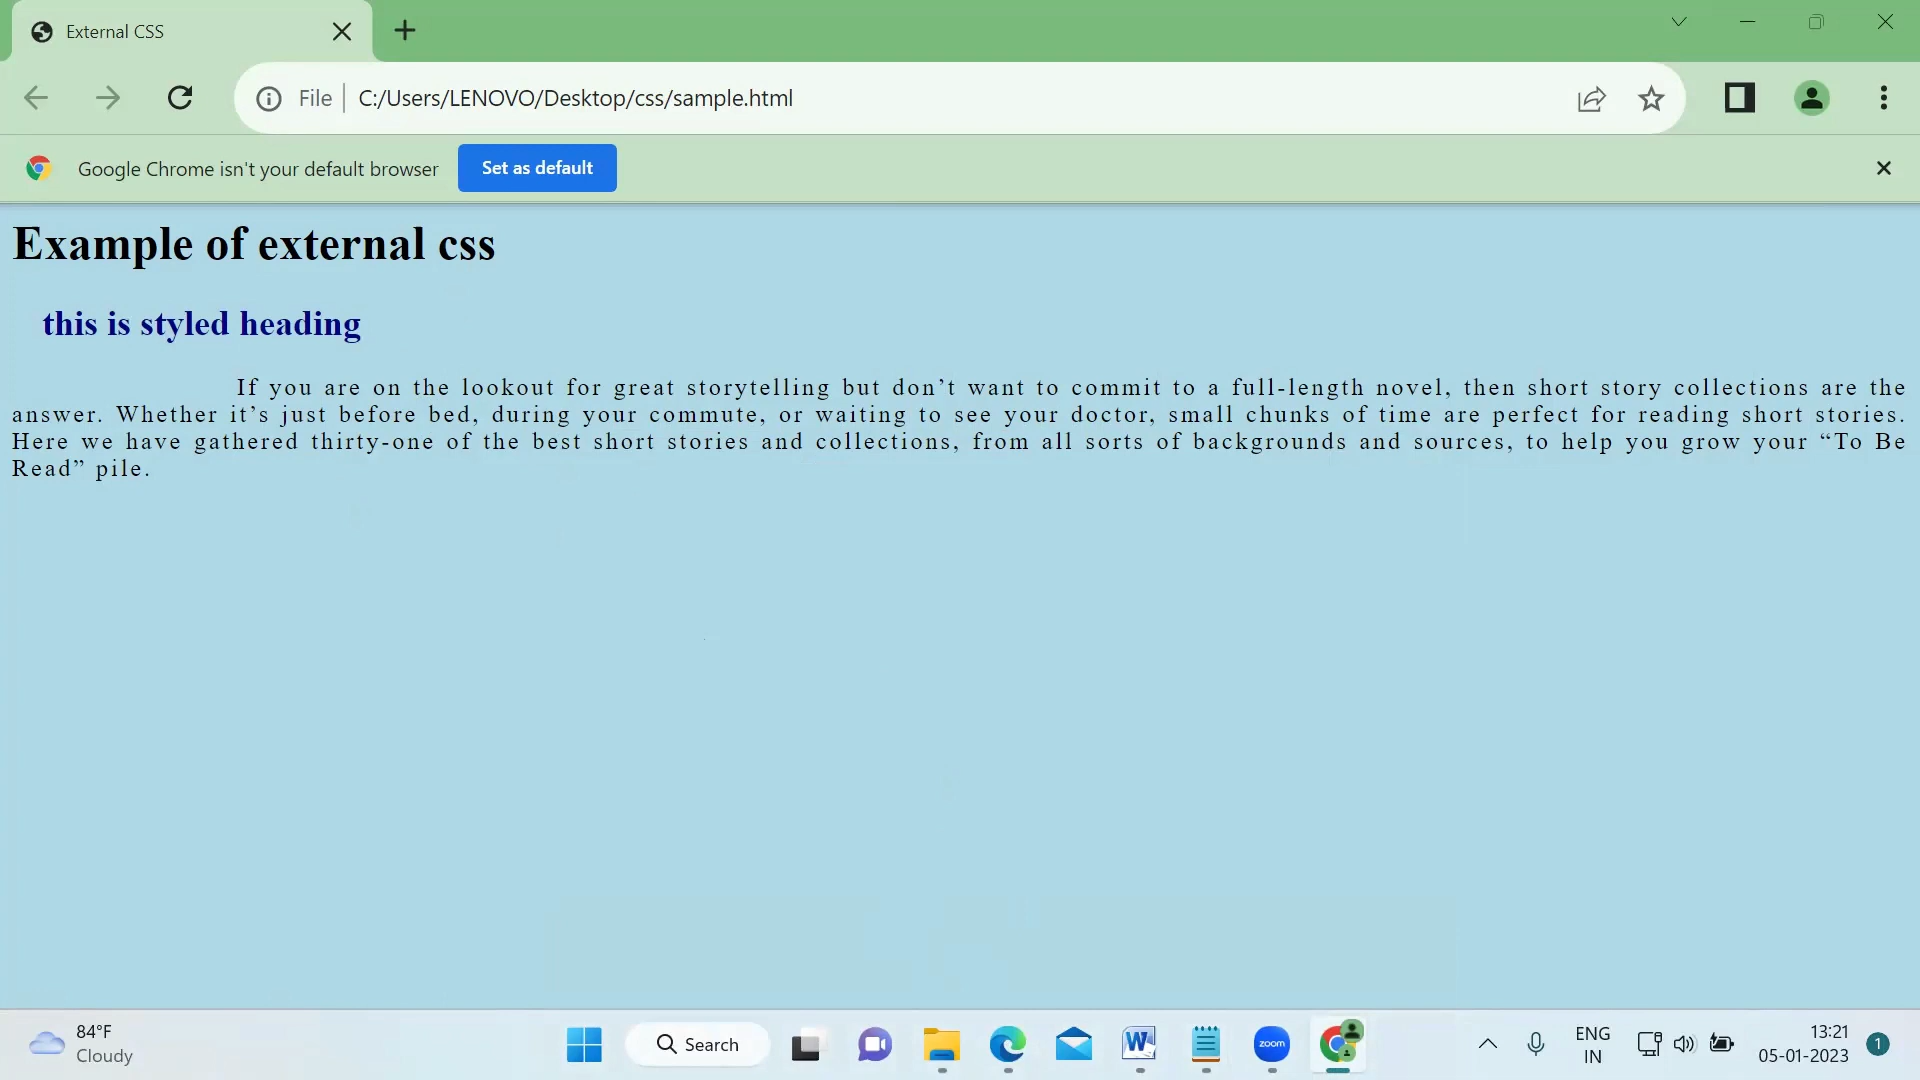 External CSS
File
C:/Users/LENOVO/Desktop/css/sample.html
Google Chrome isn't your default browser
Set as default
Example of external css
this is styled heading
If you are on the lookout for great storytelling but don’t want to commit to a full-length novel, then short story collections are the
answer. Whether it’s just before bed, during your commute, or waiting to see your doctor, small chunks of time are perfect for reading short stories.
Here we have gathered thirty-one of the best short stories and collections, from all sorts of backgrounds and sources, to help you grow your “To Be
Read” pile.
84°F
Cloudy
Search
W
zoom
ENG
IN
13:21
05-01-2023
1